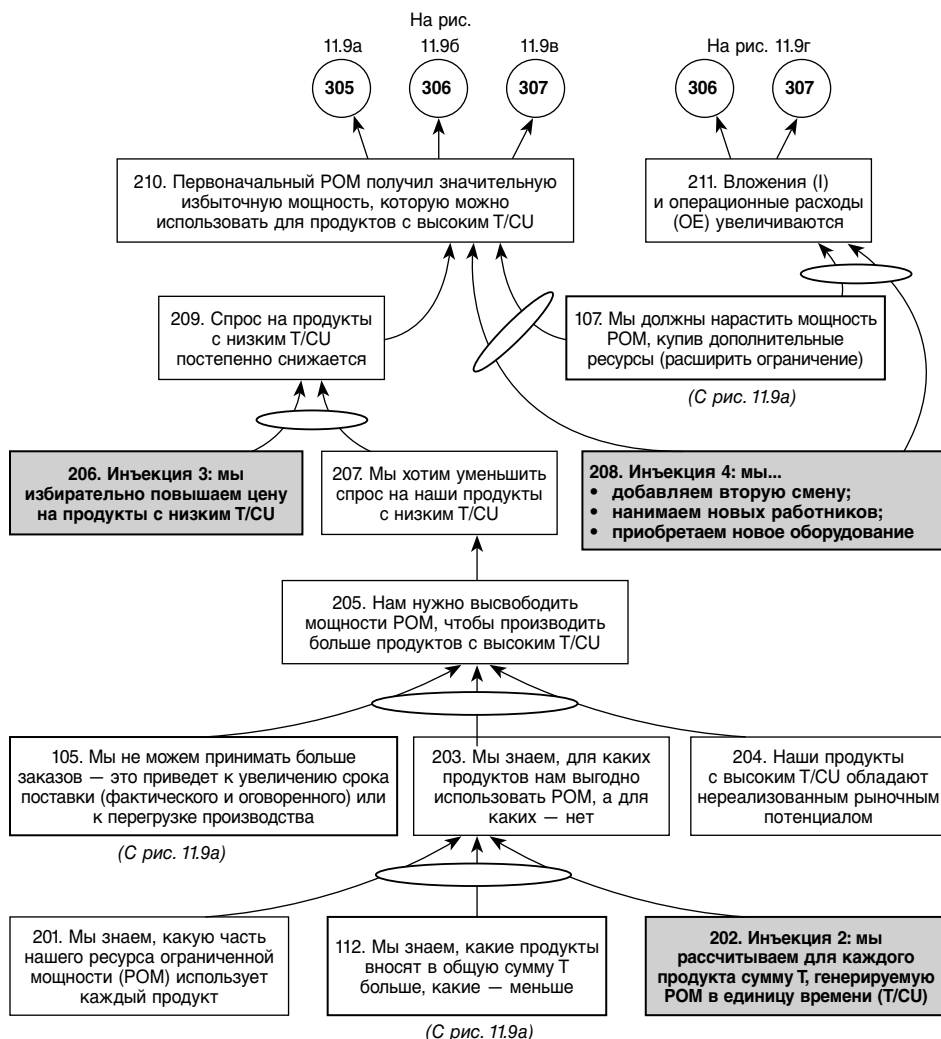 На рис.
11.9а
11.9б
11.9в
На рис. 11.9г
305
306
307
306
307
210. Первоначальный РОМ получил значительную
избыточную мощность, которую можно
использовать для продуктов с высоким T/CU
211. Вложения (I)
и операционные расходы
(OE) увеличиваются
209. Спрос на продукты
с низким T/CU
постепенно снижается
107. Мы должны нарастить мощность
РОМ, купив дополнительные
ресурсы (расширить ограничение)
(С рис. 11.9а)
206. Инъекция 3: мы
избирательно повышаем цену
на продукты с низким T/CU
207. Мы хотим уменьшить
спрос на наши продукты
с низким T/CU
208. Инъекция 4: мы...
• добавляем вторую смену;
• нанимаем новых работников;
• приобретаем новое оборудование
205. Нам нужно высвободить
мощности РОМ, чтобы производить
больше продуктов с высоким T/CU
105. Мы не можем принимать больше
заказов — это приведет к увеличению срока
поставки (фактического и оговоренного) или
к перегрузке производства
(С рис. 11.9а)
203. Мы знаем, для каких
продуктов нам выгодно
использовать РОМ, а для
каких — нет
204. Наши продукты
с высоким T/CU обладают
нереализованным рыночным
потенциалом
201. Мы знаем, какую часть
нашего ресурса ограниченной
мощности (РОМ) использует
каждый продукт
112. Мы знаем, какие продукты
вносят в общую сумму T
больше, какие — меньше
(С рис. 11.9а)
202. Инъекция 2: мы
рассчитываем для каждого
продукта сумму T, генерируемую
РОМ в единицу времени (T/CU)